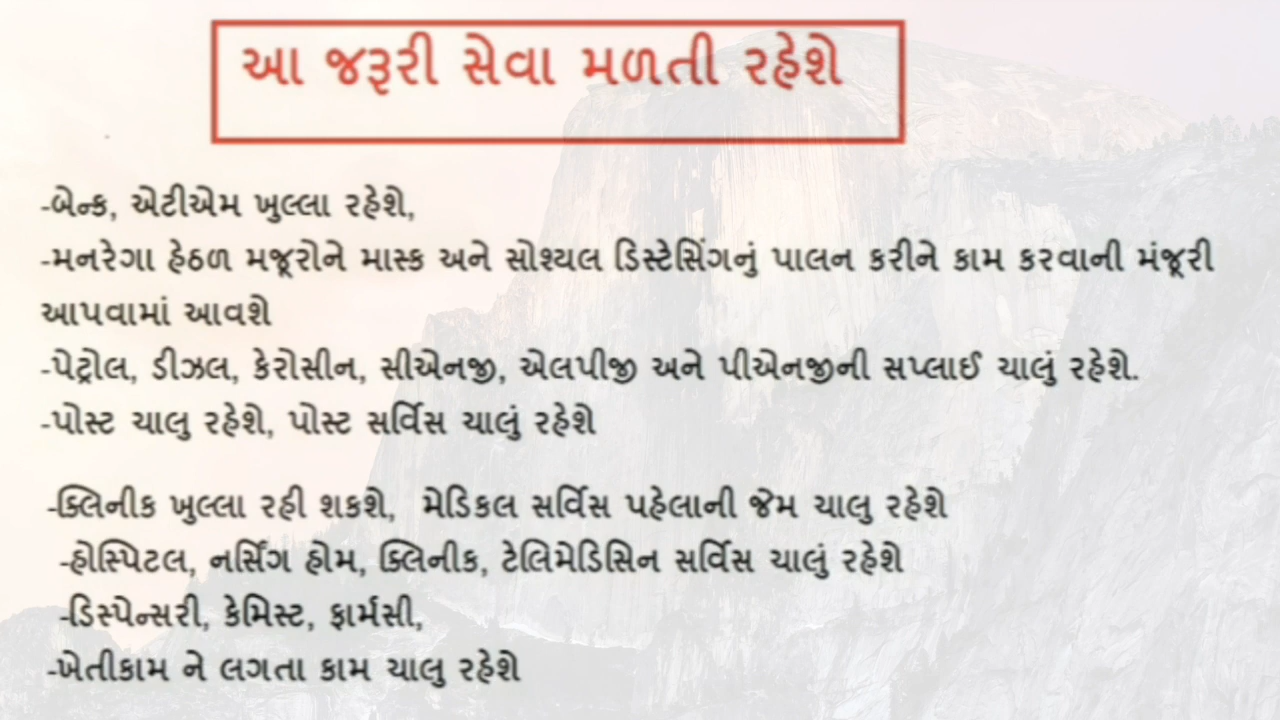 આ જરૂરી સેવા મળતી રહેશે
-બેન્ક, એટીએમ ખુલ્લા રહેશે,
-મનરેગા હેઠળ મજૂરોને માસ્ક અને સોશ્યલ ડિસ્ટેસિંગનું પાલન કરીને કામ કરવાની મંજૂરી
આપવામાં આવશે
-પેટ્રોલ, ડીઝલ, કેરોસીન, સીએનજી, એલપીજી અને પીએનજીની સપ્લાઈ ચાલું રહેશે.
-પોસ્ટ ચાલુ રહેશે, પોસ્ટ સર્વિસ ચાલું રહેશે
-ક્લિનીક ખુલ્લા રહી શકશે, મેડિકલ સર્વિસ પહેલાની જેમ ચાલુ રહેશે
-હોસ્પિટલ, નર્સિંગ હોમ, ક્લિનીક, ટેલિમેડિસિન સર્વિસ ચાલું રહેશે
-ડિસ્પેન્સરી, કેમિસ્ટ, ફાર્મસી,
-ખેતીકામ ને લગતા કામ ચાલુ રહેશે